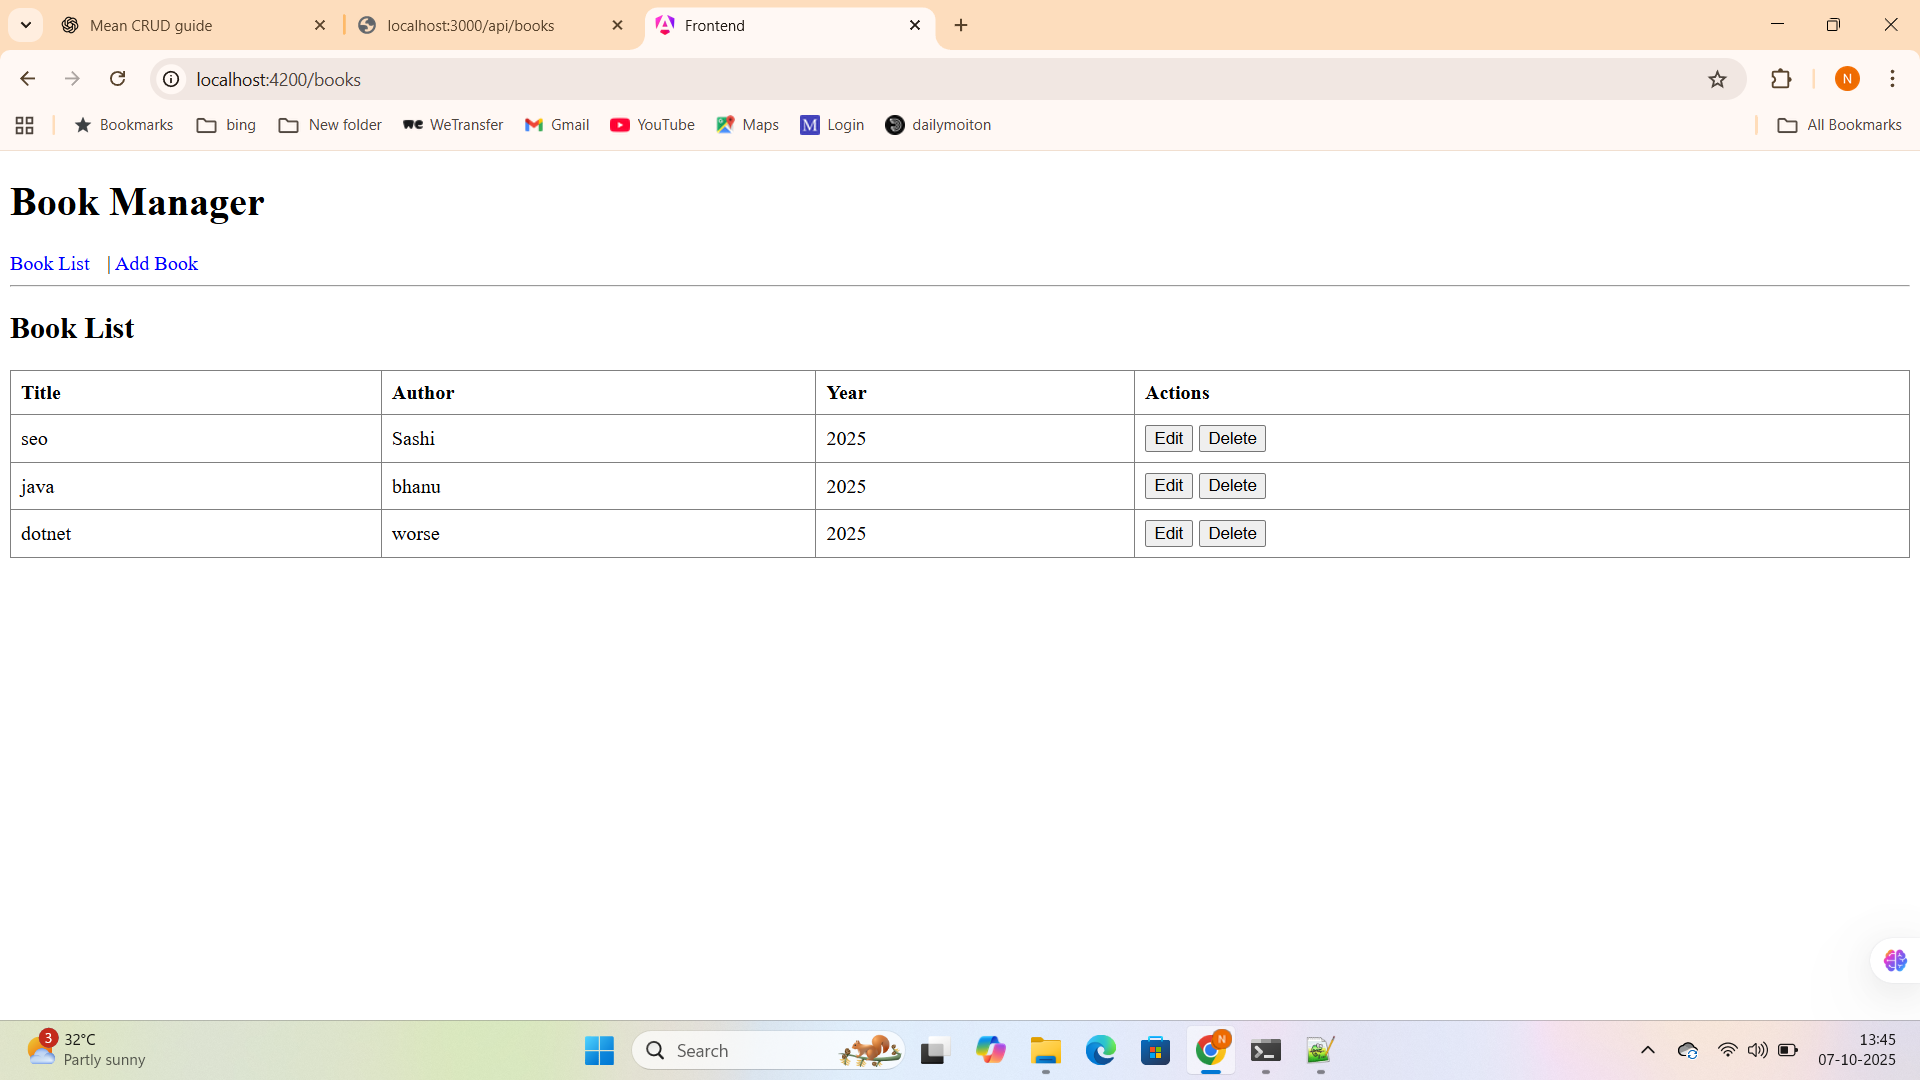 Mean CRUD guide
localhost:3000/api/books
Frontend
localhost:4200/books
N
Bookmarks
bing
New folder
WeTransfer
Gmail
YouTube
Maps
M Login
dailymoiton
All Bookmarks
Book Manager
Book List | Add Book
Book List
Title Author Year Actions
seo Sashi 2025 Edit Delete
java bhanu 2025 Edit Delete
dotnet worse 2025 Edit Delete
3
32°C
Partly sunny
Search
N
13:45
07-10-2025